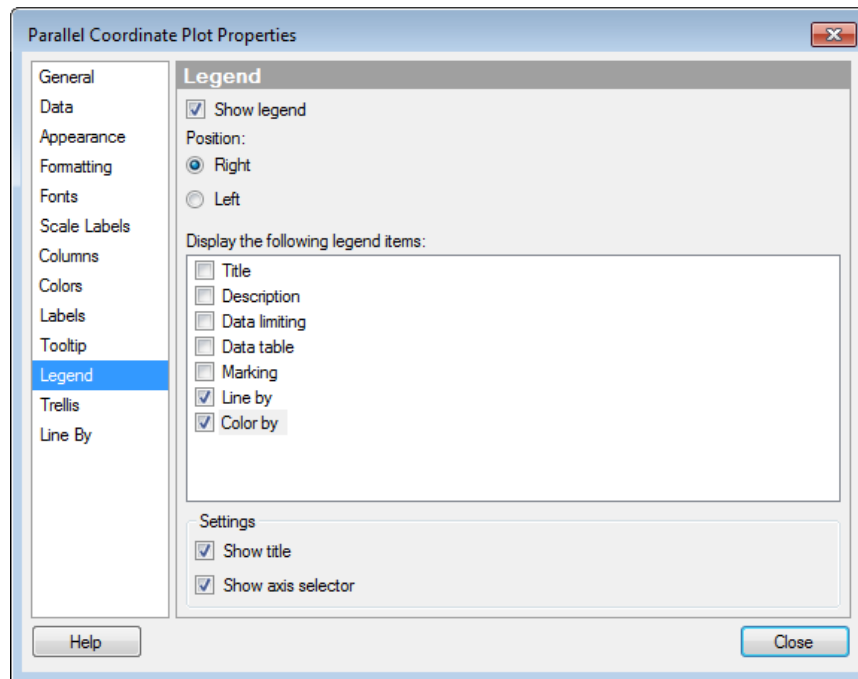 Parallel Coordinate Plot Properties
General
Data
Appearance
Formatting
Fonts
Scale Labels
Columns
Colors
Labels
Tooltip
Legend
Trellis
Line By
Legend
Show legend
Position:
Right
Left
Display the following legend items:
Title
Description
Data limiting
Data table
Marking
Line by
Color by
Settings
Show title
Show axis selector
Help
Close